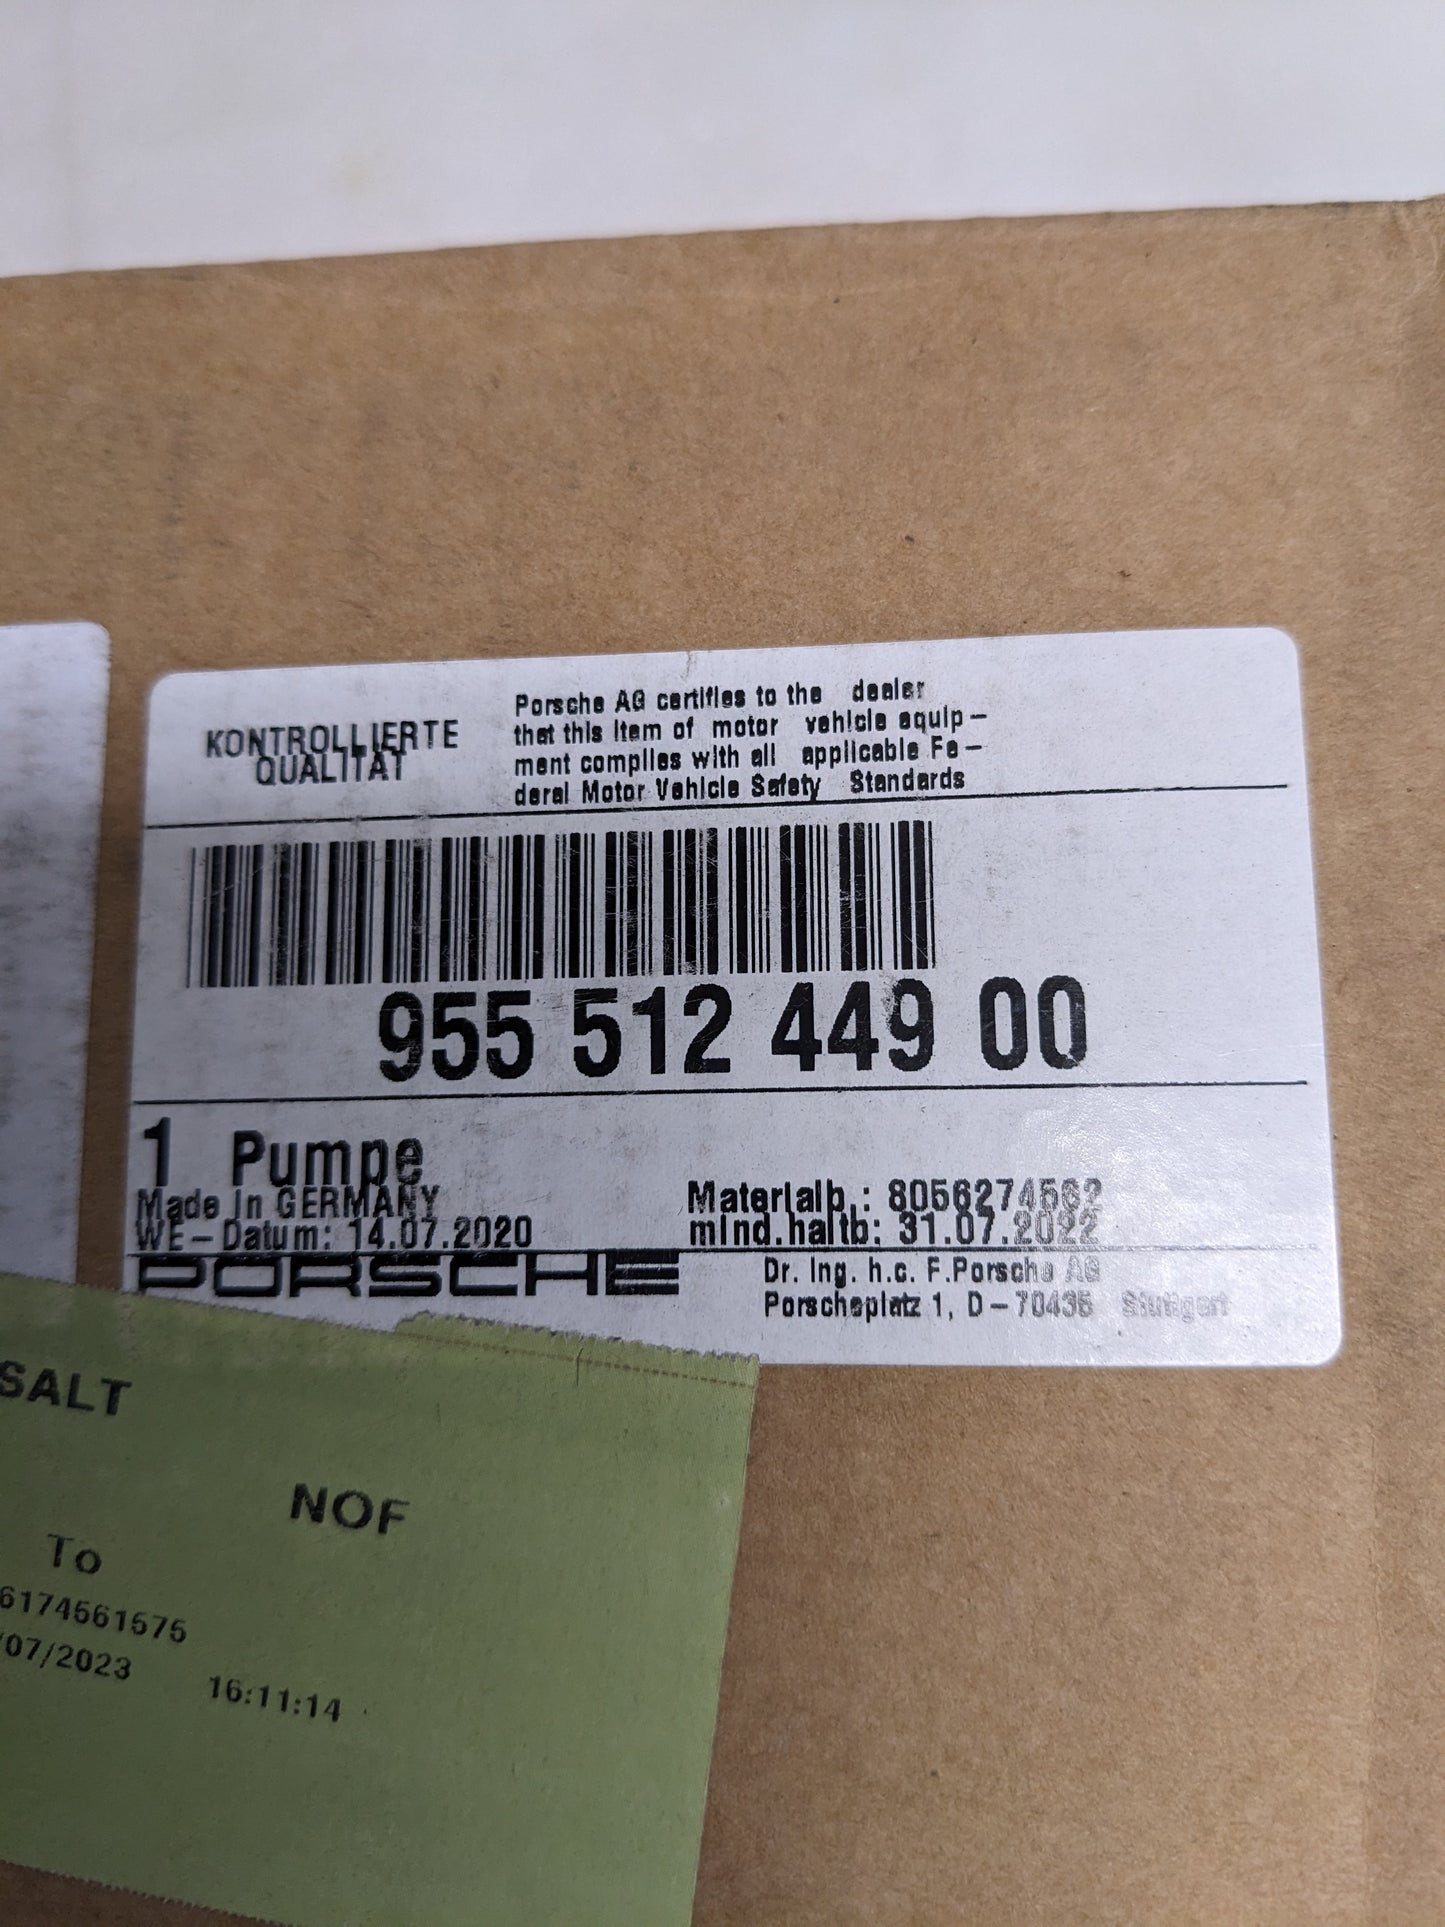 KONTROLLIERTE
QUALITÄT
Porsche AG certifies to the dealer
that this item of motor vehicle equip-
ment complies with all applicable Fe-
deral Motor Vehicle Safety Standards
955 512 449 00
1 Pumpe
Made in GERMANY
WE-Datum: 14.07.2020
Materialb.: 8056274562
mind.haltb: 31.07.2022
PORSCHE
Dr. Ing. h.c. F.Porsche AG
Porscheplatz 1, D-70435 Stuttgart
SALT
NOF
To
6174561575
/07/2023 16:11:14